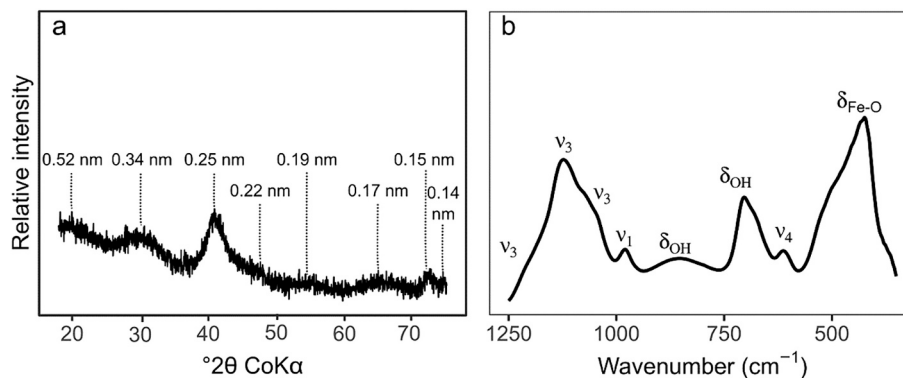 a
Relative intensity
0.52 nm
0.34 nm
0.25 nm
0.22 nm
0.19 nm
0.17 nm
0.15 nm
0.14
nm
20
30
40
50
60
70
°2θ CoKα
b
ν3
ν3
ν3
ν1
δOH
δOH
ν4
δFe-O
1250
1000
750
500
Wavenumber (cm⁻¹)